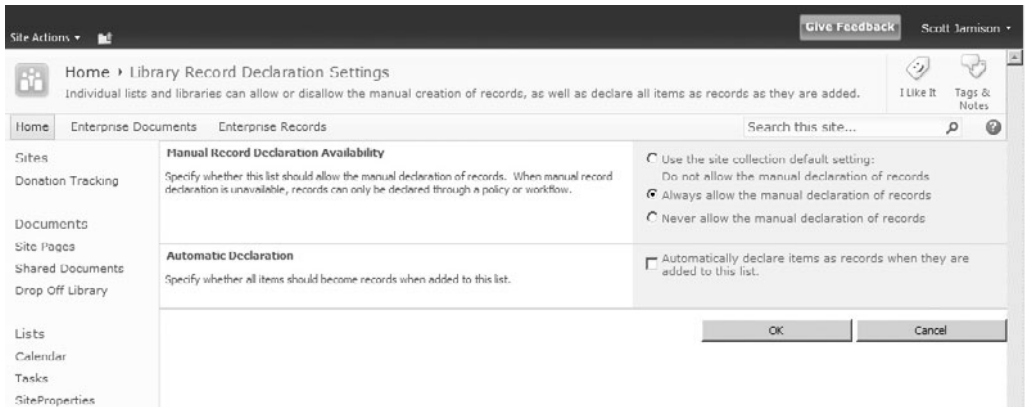 Give Feedback
Scott Jamison
Site Actions
Home › Library Record Declaration Settings
Individual lists and libraries can allow or disallow the manual creation of records, as well as declare all items as records as they are added.
I Like It
Tags &
Notes
Home Enterprise Documents Enterprise Records
Search this site...
Sites
Donation Tracking
Documents
Site Pages
Shared Documents
Drop Off Library
Lists
Calendar
Tasks
SiteProperties
Manual Record Declaration Availability
Specify whether this list should allow the manual declaration of records. When manual record
declaration is unavailable, records can only be declared through a policy or workflow.
Use the site collection default setting:
Do not allow the manual declaration of records
Always allow the manual declaration of records
Never allow the manual declaration of records
Automatic Declaration
Specify whether all items should become records when added to this list.
Automatically declare items as records when they are
added to this list.
OK
Cancel